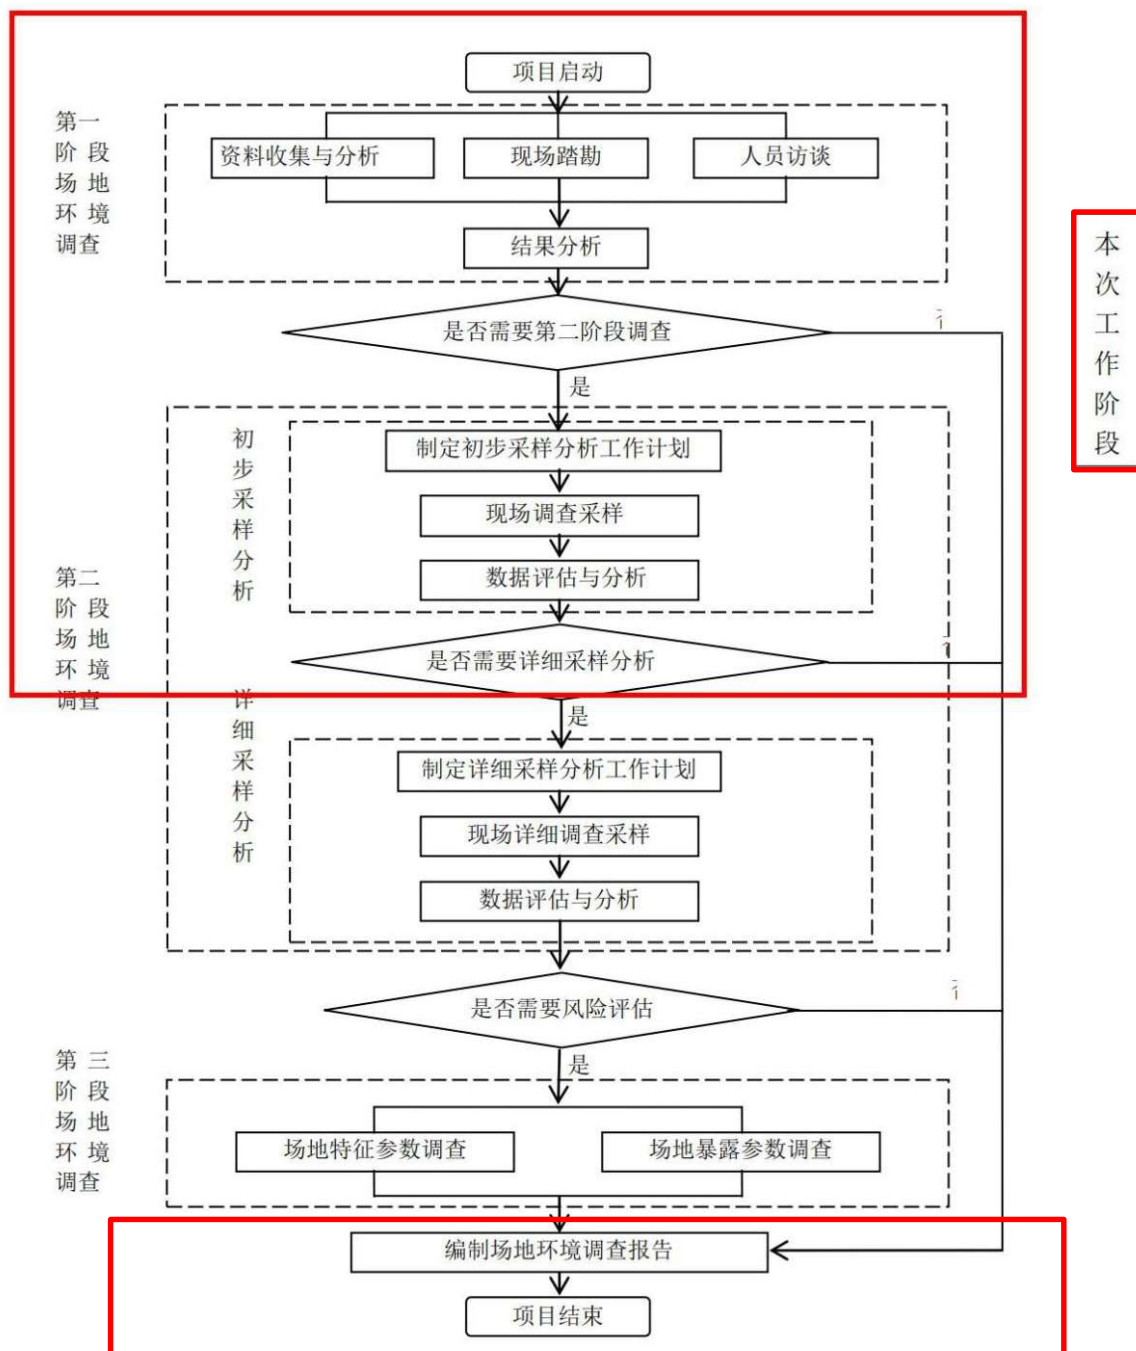 项目启动
第一
阶 段
场 地
环 境
调查
资料收集与分析
现场踏勘
人员访谈
结果分析
本
次
工
作
阶
段
是否需要第二阶段调查
是
初
步
采
样
分
析
制定初步采样分析工作计划
现场调查采样
数据评估与分析
第二
阶 段
场 地
环 境
调查
是否需要详细采样分析
是
详
细
采
样
分
析
制定详细采样分析工作计划
现场详细调查采样
数据评估与分析
是否需要风险评估
是
第 三
阶 段
场 地
环 境
调查
场地特征参数调查
场地暴露参数调查
编制场地环境调查报告
项目结束